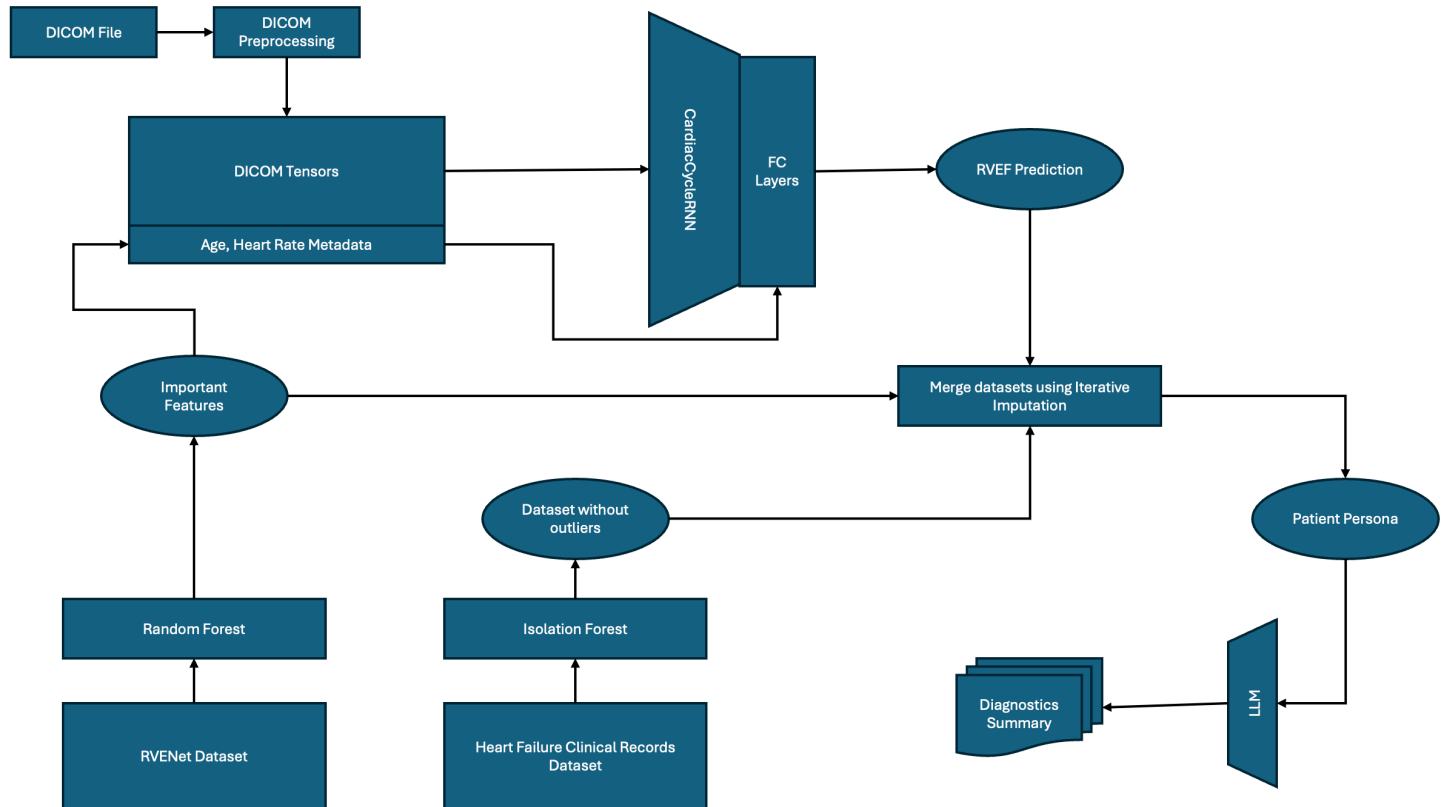 DICOM File
DICOM
Preprocessing
DICOM Tensors
Age, Heart Rate Metadata
CardiacCycleRNN
FC
Layers
RVEF Prediction
Important
Features
Merge datasets using Iterative
Imputation
Dataset without
outliers
Patient Persona
Random Forest
Isolation Forest
RVENet Dataset
Heart Failure Clinical Records
Dataset
Diagnostics
Summary
LLM